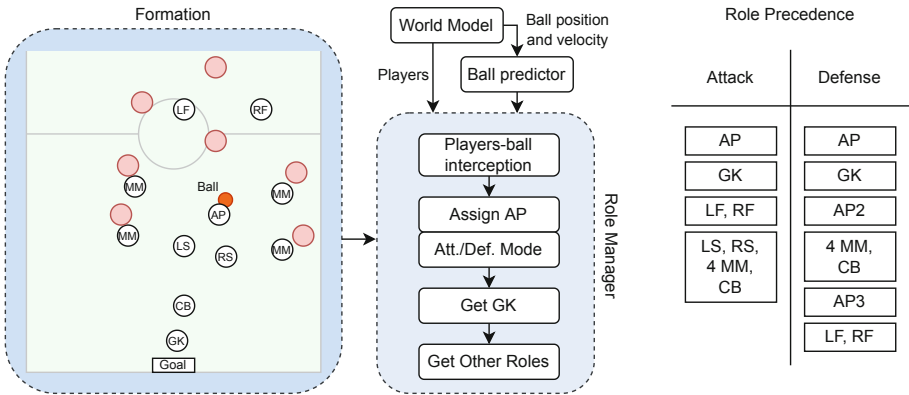 Formation
LF
RF
MM
Ball
MM
AP
MM
LS
RS
MM
CB
GK
Goal
World Model
Ball position
and velocity
Players
Ball predictor
Players-ball
interception
Assign AP
Att./Def. Mode
Get GK
Get Other Roles
Role Manager
Role Precedence
Attack
Defense
AP
GK
LF, RF
LS, RS,
4 MM,
CB
AP
GK
AP2
4 MM,
CB
AP3
LF, RF